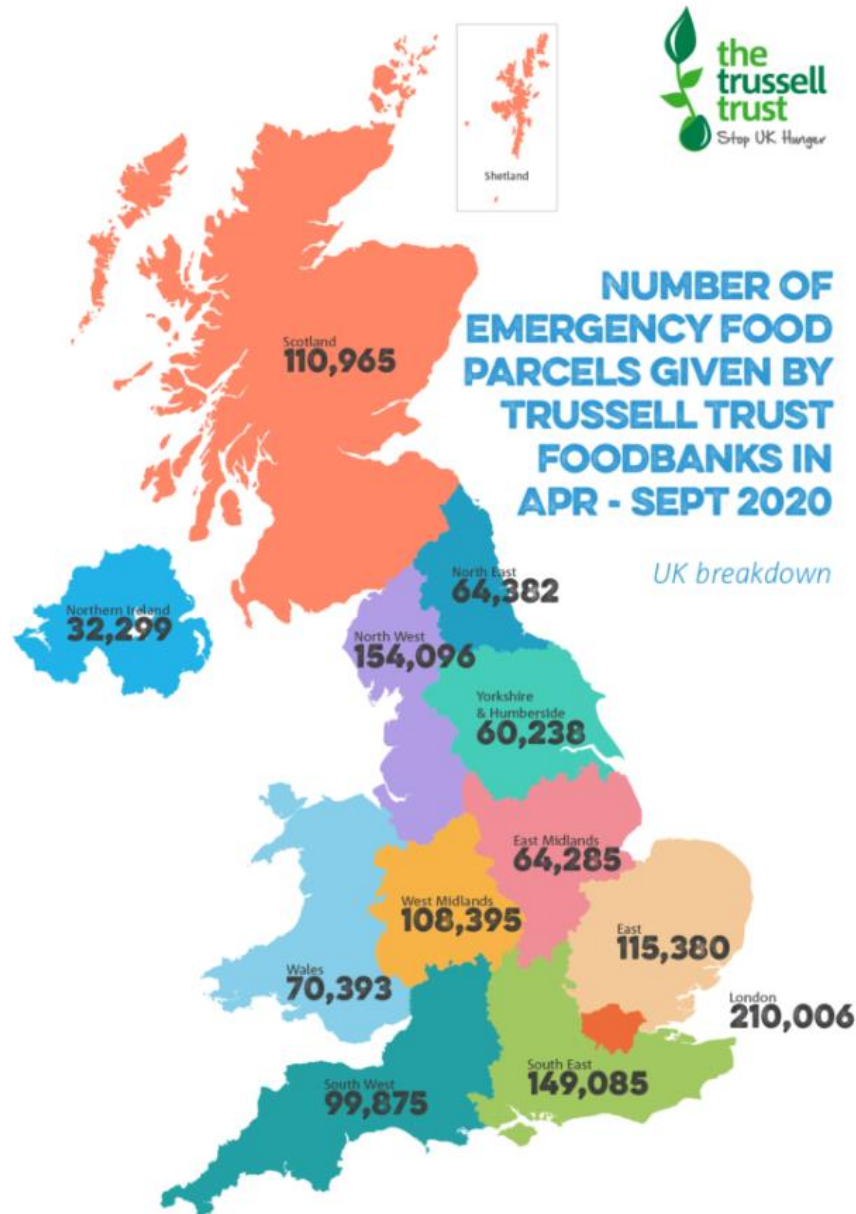 the
trussell
trust
Stop UK Hunger
Shetland
NUMBER OF
EMERGENCY FOOD
PARCELS GIVEN BY
TRUSSELL TRUST
FOODBANKS IN
APR - SEPT 2020
UK breakdown
Scotland
110,965
North East
64,382
Northern Ireland
32,299
North West
154,096
Yorkshire
& Humberside
60,238
East Midlands
64,285
West Midlands
108,395
East
115,380
Wales
70,393
London
210,006
South East
149,085
South West
99,875